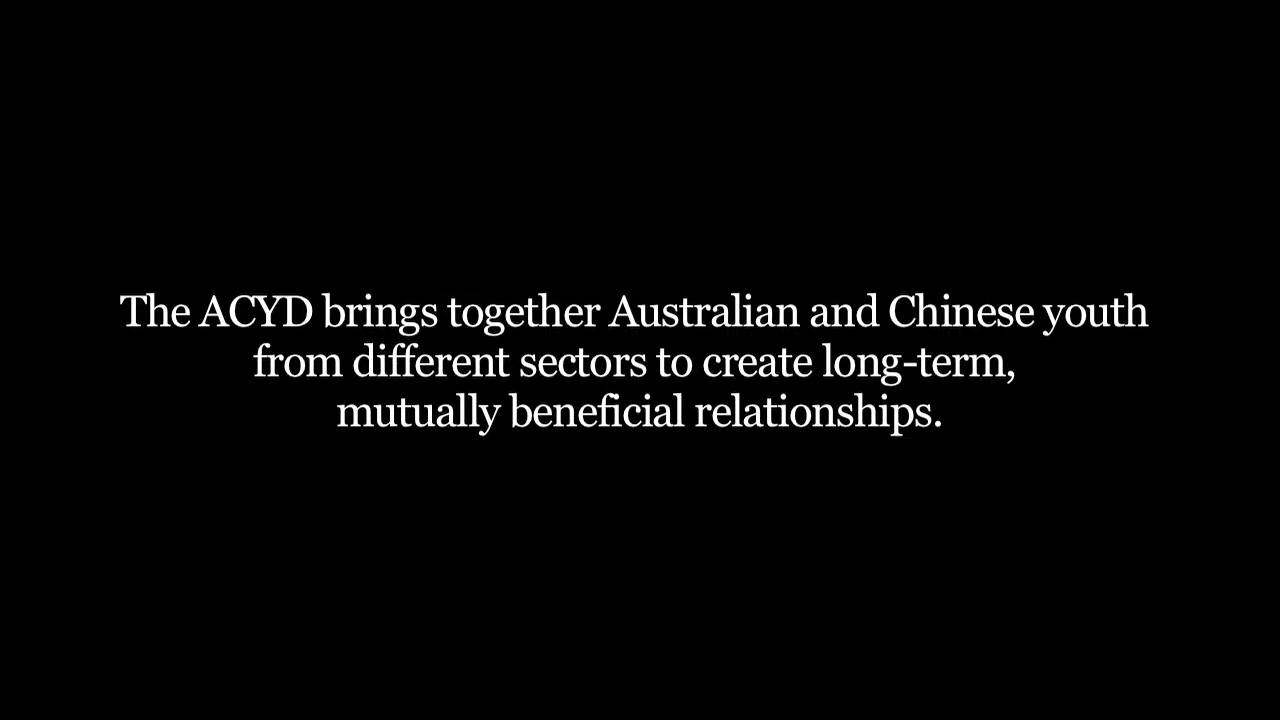 The ACYD brings together Australian and Chinese youth
from different sectors to create long-term,
mutually beneficial relationships.